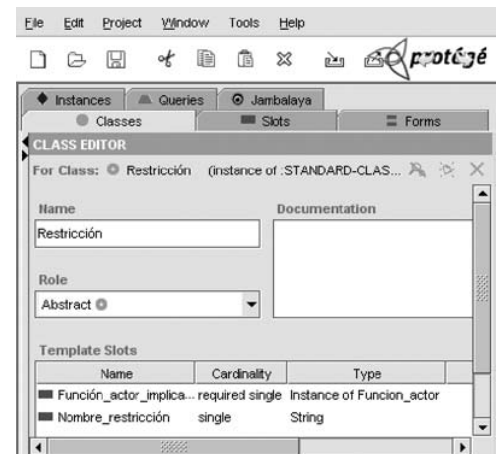 File Edit Project Window Tools Help
protégé
Instances Queries Jambalaya
Classes Slots Forms
CLASS EDITOR
For Class: Restricción (instance of :STANDARD-CLAS...
Name Documentation
Restricción
Role
Abstract
Template Slots
Name Cardinality Type
Función_actor_implica... required single Instance of Funcion_actor
Nombre_restricción single String